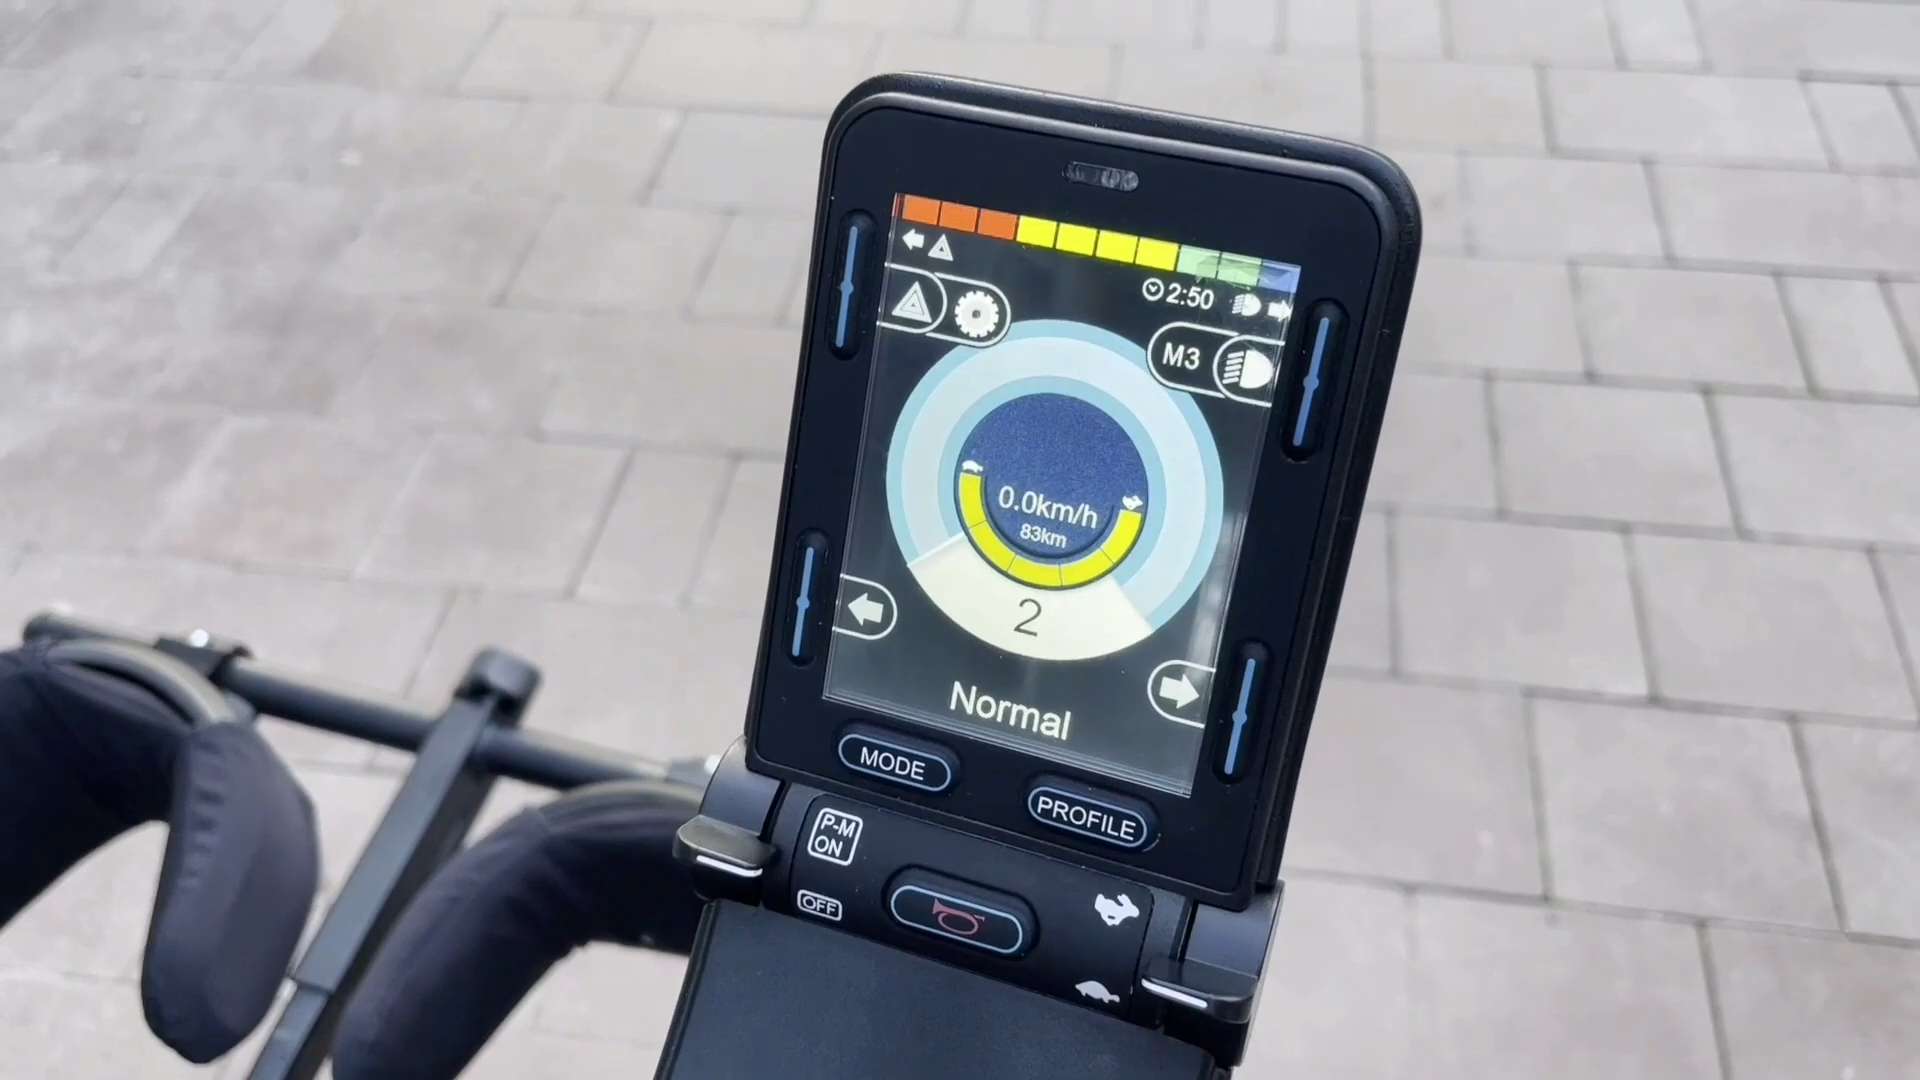 2:50
M3
0.0km/h
83km
2
Normal
MODE
PROFILE
P-M
ON
OFF